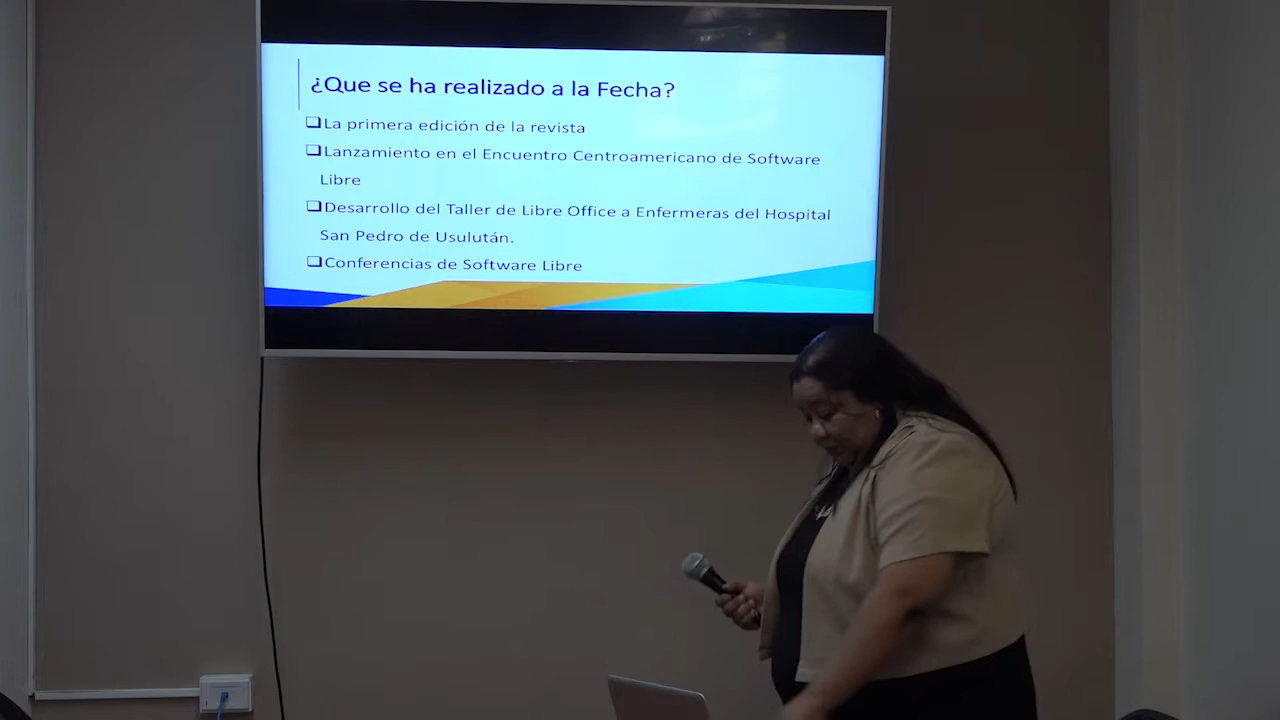 ¿Que se ha realizado a la Fecha?
❑La primera edición de la revista
❑Lanzamiento en el Encuentro Centroamericano de Software
Libre
❑Desarrollo del Taller de Libre Office a Enfermeras del Hospital
San Pedro de Usulután.
❑Conferencias de Software Libre